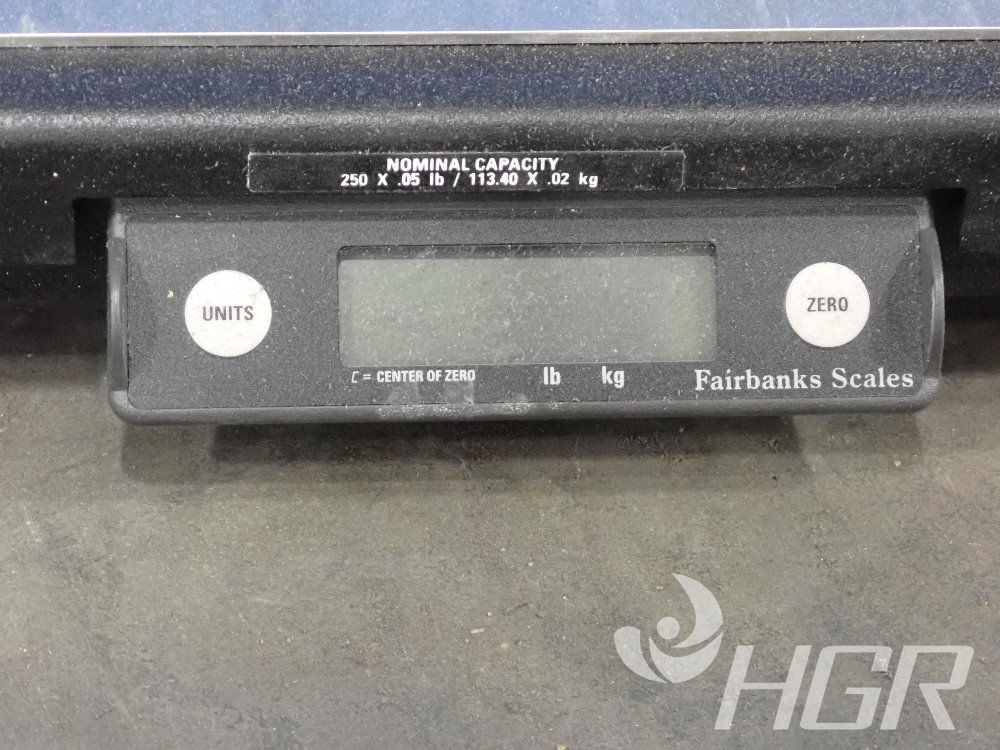 NOMINAL CAPACITY
250 X .05 lb / 113.40 X .02 kg
UNITS
ZERO
[ = CENTER OF ZERO lb kg
Fairbanks Scales
HGR